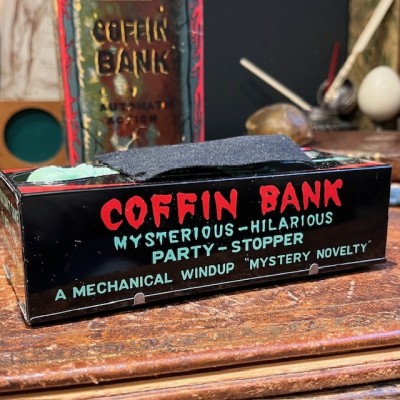 COFFIN
BANK
AUTOMATIC
ACTION
COFFIN BANK
MYSTERIOUS-HILARIOUS
PARTY-STOPPER
A MECHANICAL WINDUP "MYSTERY NOVELTY"